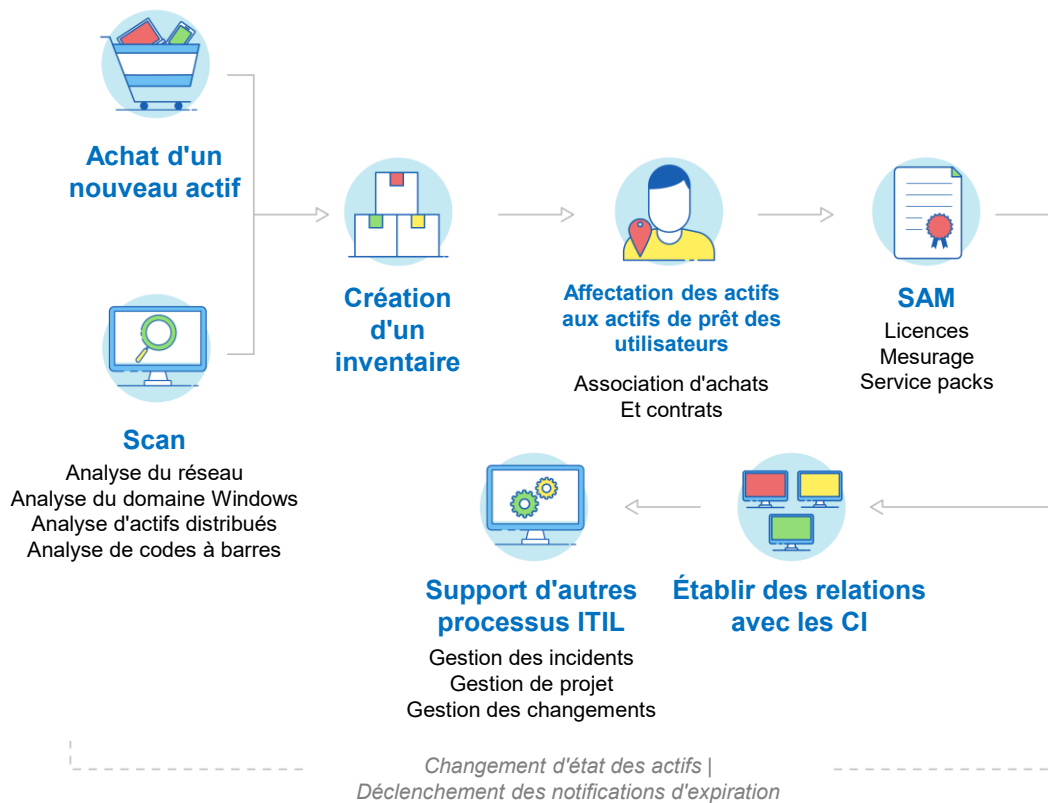 Achat d'un
nouveau actif
Création
d'un
inventaire
Affectation des actifs
aux actifs de prêt des
utilisateurs
Association d'achats
Et contrats
SAM
Licences
Mesurage
Service packs
Scan
Analyse du réseau
Analyse du domaine Windows
Analyse d'actifs distribués
Analyse de codes à barres
Support d'autres
processus ITIL
Gestion des incidents
Gestion de projet
Gestion des changements
Établir des relations
avec les CI
Changement d'état des actifs |
Déclenchement des notifications d'expiration